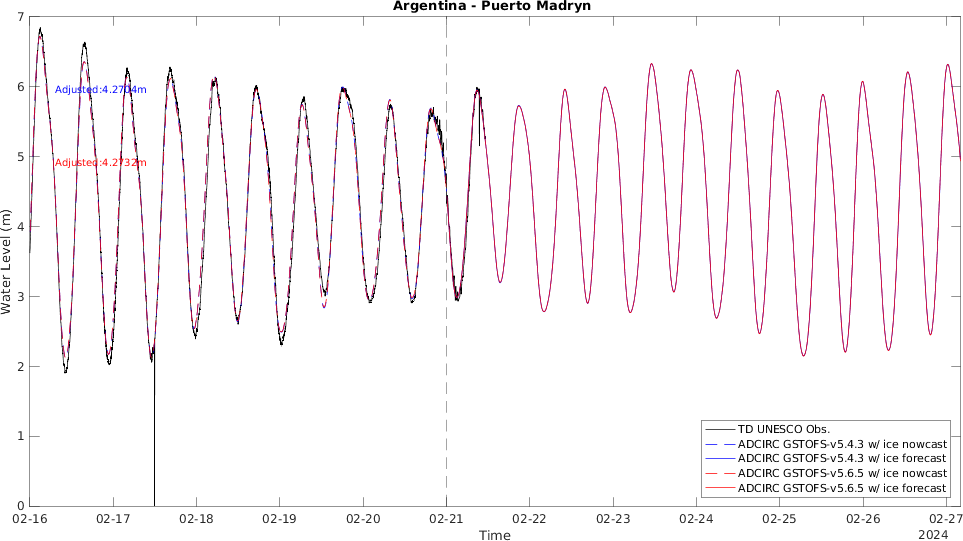 Argentina - Puerto Madryn
7
6
5
4
3
2
1
0
Water Level (m)
Adjusted:4.2704m
Adjusted:4.2732m
TD UNESCO Obs.
ADCIRC GSTOFS-v5.4.3 w/ ice nowcast
ADCIRC GSTOFS-v5.4.3 w/ ice forecast
ADCIRC GSTOFS-v5.6.5 w/ ice nowcast
ADCIRC GSTOFS-v5.6.5 w/ ice forecast
02-16 02-17 02-18 02-19 02-20 02-21 02-22 02-23 02-24 02-25 02-26 02-27
Time
2024